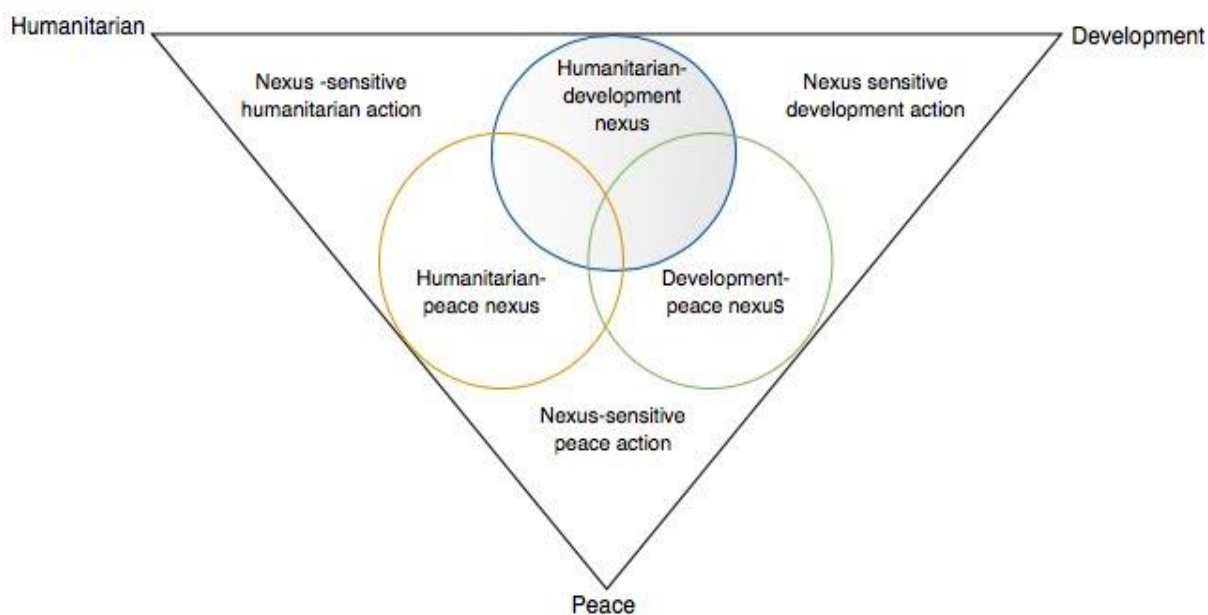 Humanitarian
Development
Nexus -sensitive
humanitarian action
Humanitarian-
development
nexus
Nexus sensitive
development action
Humanitarian-
peace nexus
Development-
peace nexus
Nexus-sensitive
peace action
Peace